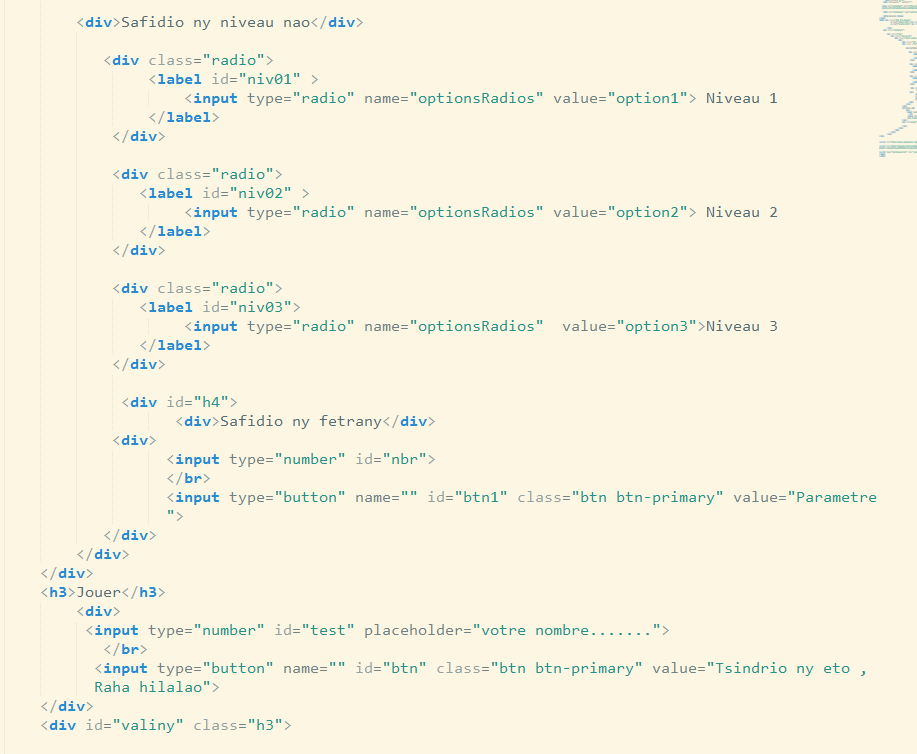 <div>Safidio ny niveau nao</div>
<div class="radio">
<label id="niv01" >
<input type="radio" name="optionsRadios" value="option1"> Niveau 1
</label>
</div>
<div class="radio">
<label id="niv02" >
<input type="radio" name="optionsRadios" value="option2"> Niveau 2
</label>
</div>
<div class="radio">
<label id="niv03">
<input type="radio" name="optionsRadios"  value="option3">Niveau 3
</label>
</div>
<div id="h4">
<div>Safidio ny fetrany</div>
<div>
<input type="number" id="nbr">
</br>
<input type="button" name="" id="btn1" class="btn btn-primary" value="Parametre
">
</div>
</div>
</div>
<h3>Jouer</h3>
<div>
<input type="number" id="test" placeholder="votre nombre.......">
</br>
<input type="button" name="" id="btn" class="btn btn-primary" value="Tsindrio ny eto ,
Raha hilalao">
</div>
<div id="valiny" class="h3">